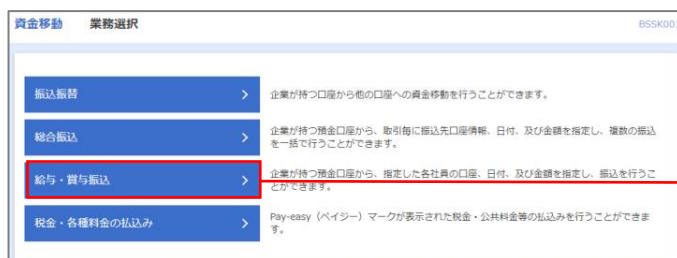 資金移動 業務選択 BSSK001
振込振替 > 企業が持つ口座から他の口座への資金移動を行うことができます。
総合振込 > 企業が持つ預金口座から、取引毎に振込先口座情報、日付、及び金額を指定し、複数の振込
を一括で行うことができます。
給与・賞与振込 > 企業が持つ預金口座から、指定した各社員の口座、日付、及び金額を指定し、振込を行うこ
とができます。
税金・各種料金の払込み > Pay-easy（ペイジー）マークが表示された税金・公共料金等の払込みを行うことができま
す。